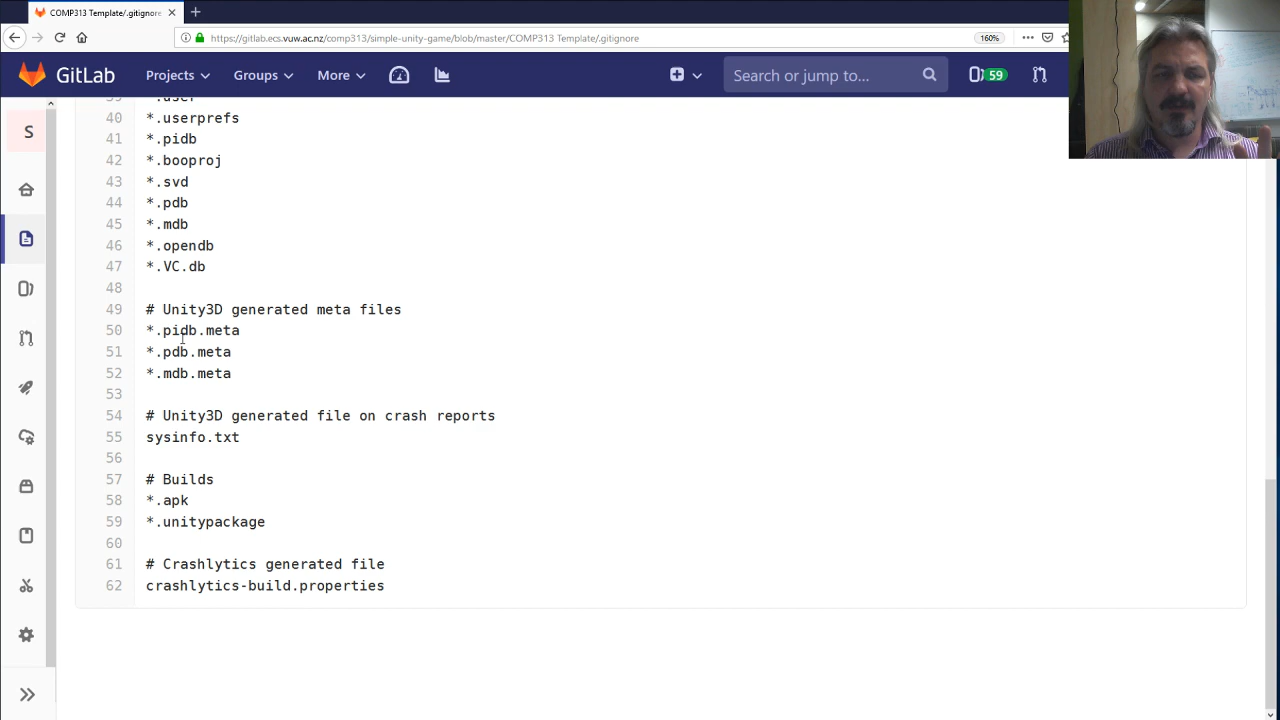 COMP313 Template/.gitignore
https://gitlab.ecs.vuw.ac.nz/comp313/simple-unity-game/blob/master/COMP313 Template/.gitignore
160%
GitLab
Projects
Groups
More
Search or jump to...
59
S
39 *.user
40 *.userprefs
41 *.pidb
42 *.booproj
43 *.svd
44 *.pdb
45 *.mdb
46 *.opendb
47 *.VC.db
48
49 # Unity3D generated meta files
50 *.pidb.meta
51 *.pdb.meta
52 *.mdb.meta
53
54 # Unity3D generated file on crash reports
55 sysinfo.txt
56
57 # Builds
58 *.apk
59 *.unitypackage
60
61 # Crashlytics generated file
62 crashlytics-build.properties